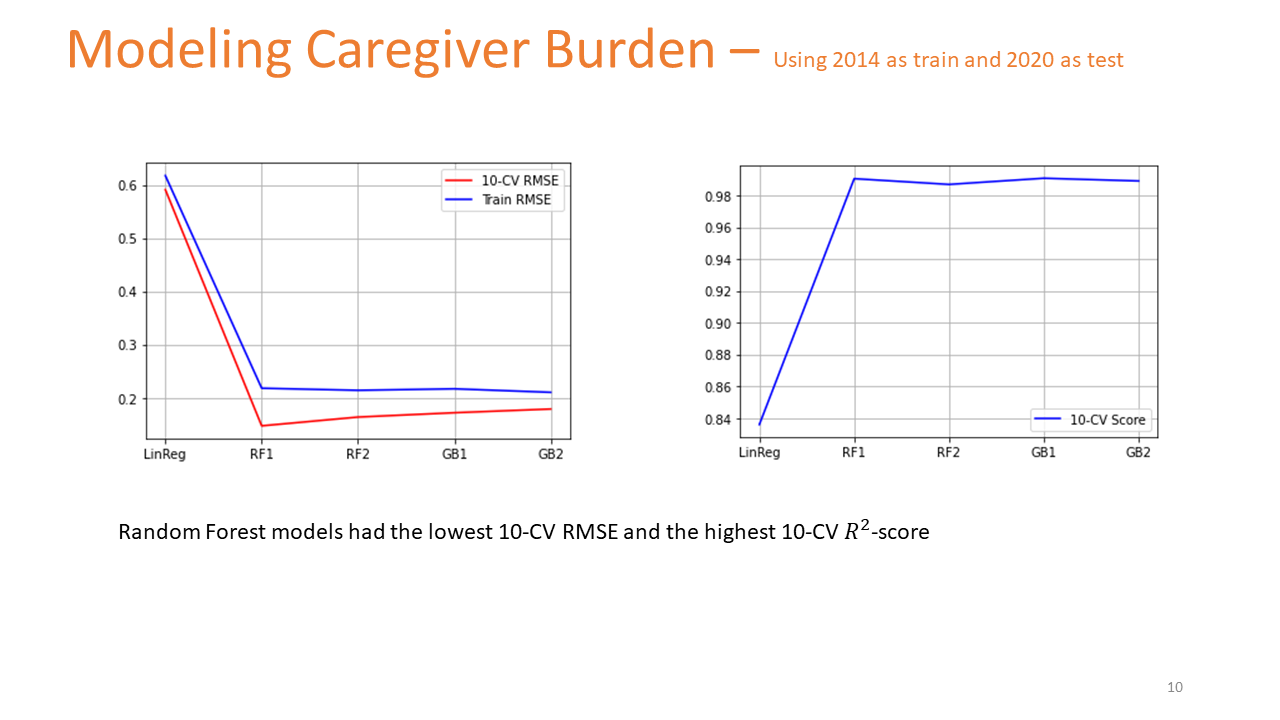 Modeling Caregiver Burden – Using 2014 as train and 2020 as test
10-CV RMSE
Train RMSE
0.6
0.5
0.4
0.3
0.2
LinReg RF1 RF2 GB1 GB2
0.98
0.96
0.94
0.92
0.90
0.88
0.86
0.84
10-CV Score
LinReg RF1 RF2 GB1 GB2
Random Forest models had the lowest 10-CV RMSE and the highest 10-CV R²-score
10